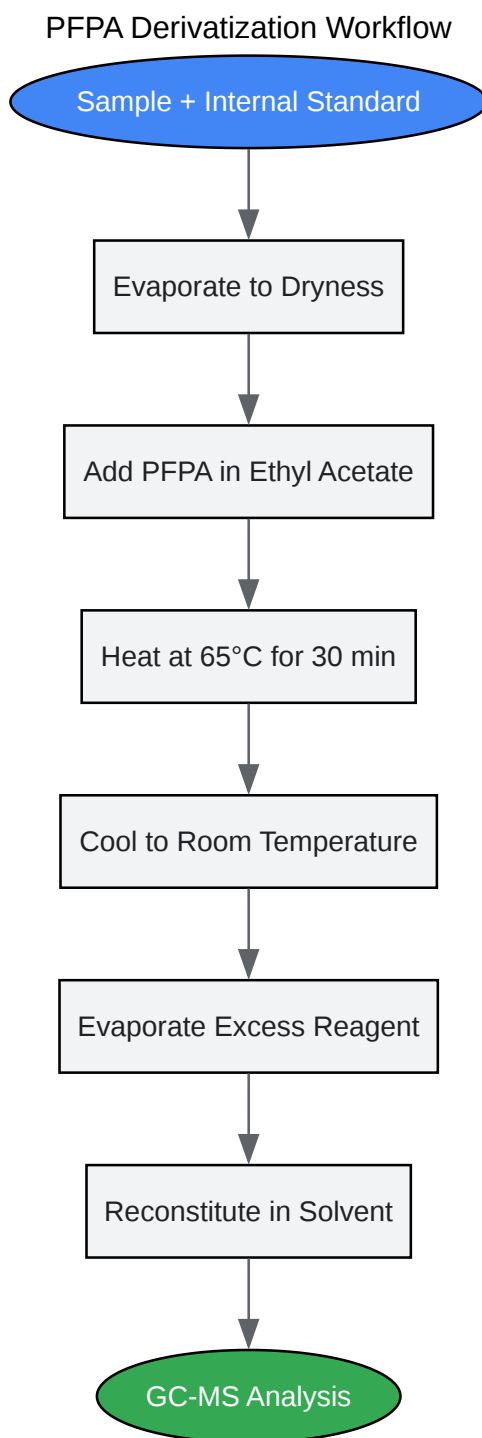 PFPA Derivatization Workflow
Sample + Internal Standard
Evaporate to Dryness
Add PFPA in Ethyl Acetate
Heat at 65°C for 30 min
Cool to Room Temperature
Evaporate Excess Reagent
Reconstitute in Solvent
GC-MS Analysis